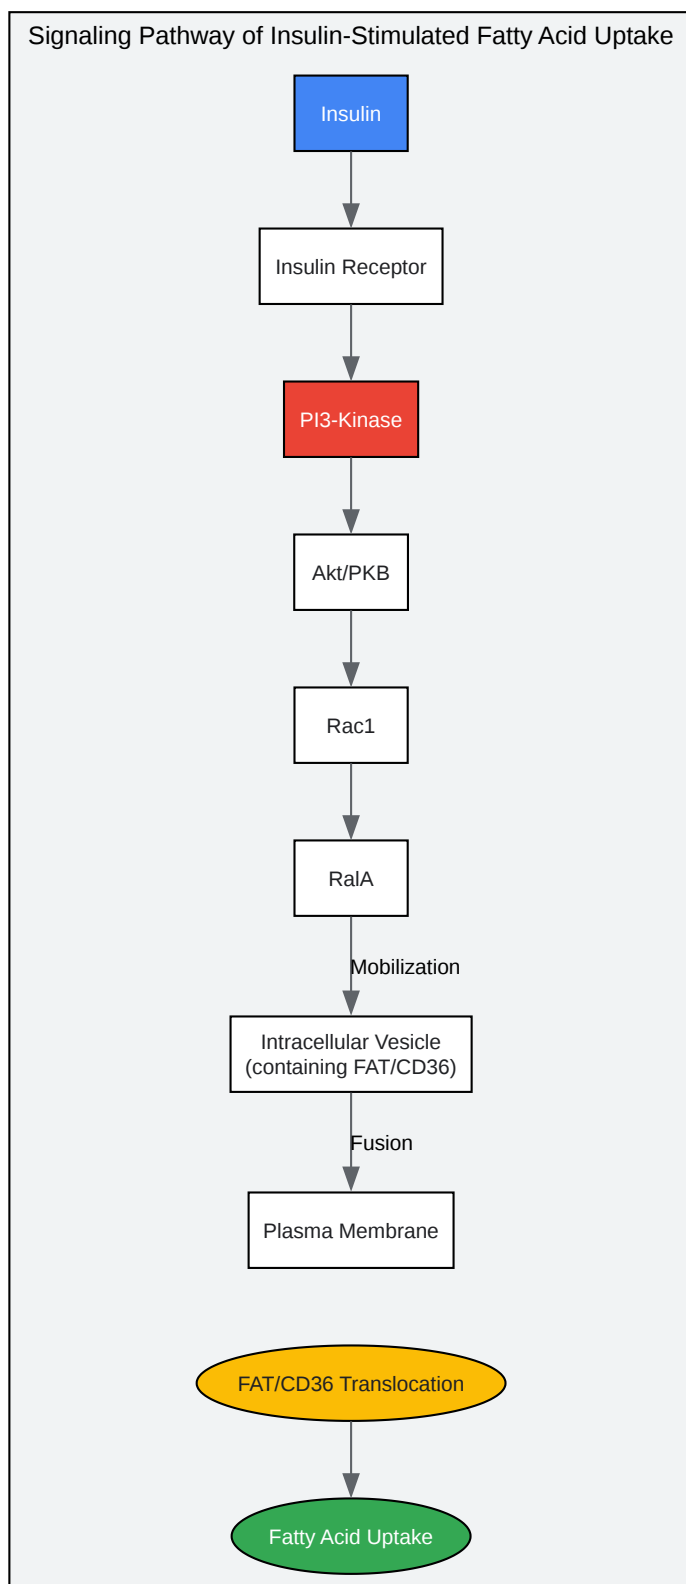 Signaling Pathway of Insulin-Stimulated Fatty Acid Uptake
Insulin
Insulin Receptor
PI3-Kinase
Akt/PKB
Rac1
RalA
Mobilization
Intracellular Vesicle
(containing FAT/CD36)
Fusion
Plasma Membrane
FAT/CD36 Translocation
Fatty Acid Uptake